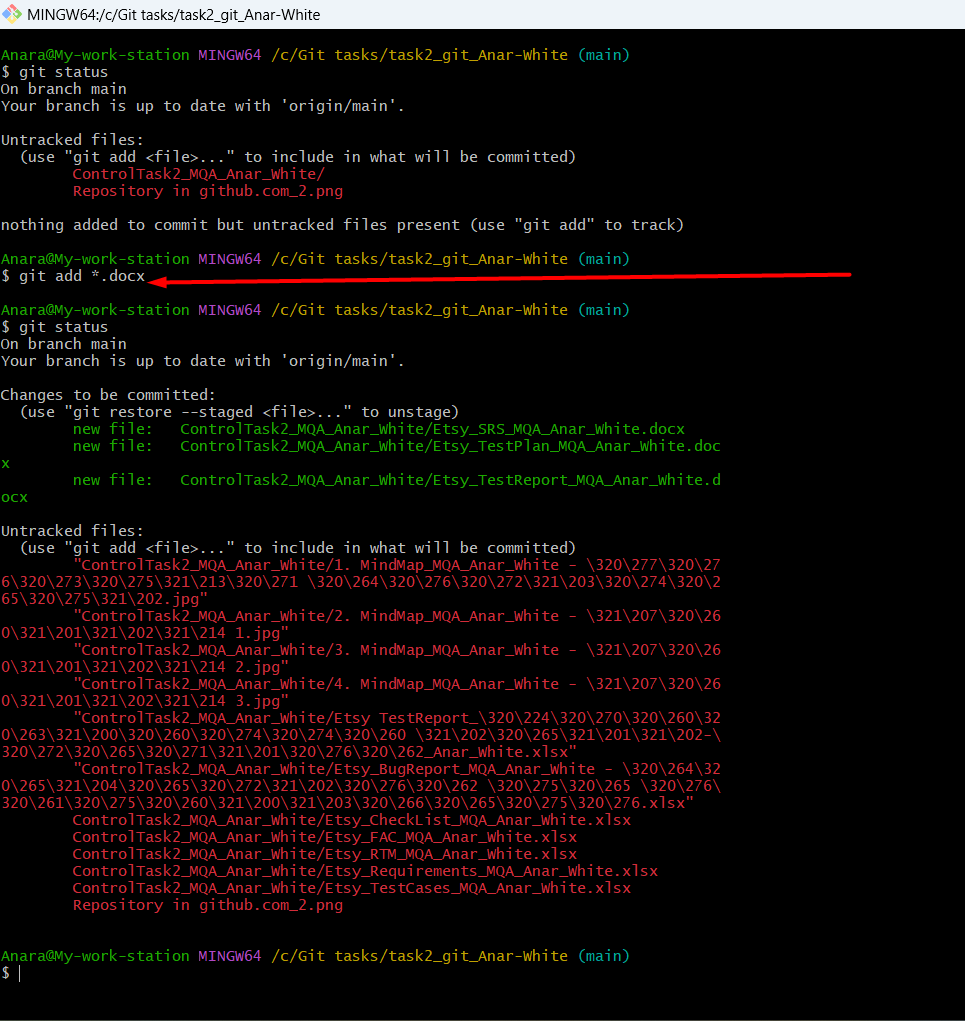 MINGW64:/c/Git tasks/task2_git_Anar-White
Anara@My-work-station MINGW64 /c/Git tasks/task2_git_Anar-White (main)
$ git status
On branch main
Your branch is up to date with 'origin/main'.
Untracked files:
(use "git add <file>..." to include in what will be committed)
ControlTask2_MQA_Anar_White/
Repository in github.com_2.png
nothing added to commit but untracked files present (use "git add" to track)
Anara@My-work-station MINGW64 /c/Git tasks/task2_git_Anar-White (main)
$ git add *.docx
Anara@My-work-station MINGW64 /c/Git tasks/task2_git_Anar-White (main)
$ git status
On branch main
Your branch is up to date with 'origin/main'.
Changes to be committed:
(use "git restore --staged <file>..." to unstage)
new file:   ControlTask2_MQA_Anar_White/Etsy_SRS_MQA_Anar_White.docx
new file:   ControlTask2_MQA_Anar_White/Etsy_TestPlan_MQA_Anar_White.doc
x
new file:   ControlTask2_MQA_Anar_White/Etsy_TestReport_MQA_Anar_White.d
ocx
Untracked files:
(use "git add <file>..." to include in what will be committed)
"ControlTask2_MQA_Anar_White/1. MindMap_MQA_Anar_White - \320\277\320\27
6\320\273\320\275\321\213\320\271 \320\264\320\276\320\272\321\203\320\274\320\2
65\320\275\321\202.jpg"
"ControlTask2_MQA_Anar_White/2. MindMap_MQA_Anar_White - \321\207\320\26
0\321\201\321\202\321\214 1.jpg"
"ControlTask2_MQA_Anar_White/3. MindMap_MQA_Anar_White - \321\207\320\26
0\321\201\321\202\321\214 2.jpg"
"ControlTask2_MQA_Anar_White/4. MindMap_MQA_Anar_White - \321\207\320\26
0\321\201\321\202\321\214 3.jpg"
"ControlTask2_MQA_Anar_White/Etsy TestReport_\320\224\320\270\320\260\32
0\263\321\200\320\260\320\274\320\274\320\260 \321\202\320\265\321\201\321\202-\
320\272\320\265\320\271\321\201\320\276\320\262_Anar_White.xlsx"
"ControlTask2_MQA_Anar_White/Etsy_BugReport_MQA_Anar_White - \320\264\32
0\265\321\204\320\265\320\272\321\202\320\276\320\262 \320\275\320\265 \320\276\
320\261\320\275\320\260\321\200\321\203\320\266\320\265\320\275\320\276.xlsx"
ControlTask2_MQA_Anar_White/Etsy_CheckList_MQA_Anar_White.xlsx
ControlTask2_MQA_Anar_White/Etsy_FAC_MQA_Anar_White.xlsx
ControlTask2_MQA_Anar_White/Etsy_RTM_MQA_Anar_White.xlsx
ControlTask2_MQA_Anar_White/Etsy_Requirements_MQA_Anar_White.xlsx
ControlTask2_MQA_Anar_White/Etsy_TestCases_MQA_Anar_White.xlsx
Repository in github.com_2.png
Anara@My-work-station MINGW64 /c/Git tasks/task2_git_Anar-White (main)
$